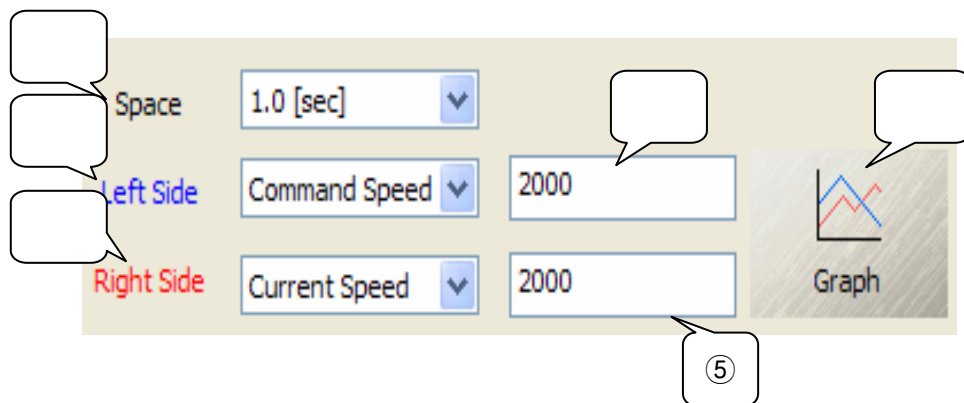 Space 1.0 [sec]
Left Side Command Speed 2000
Right Side Current Speed 2000 Graph
⑤